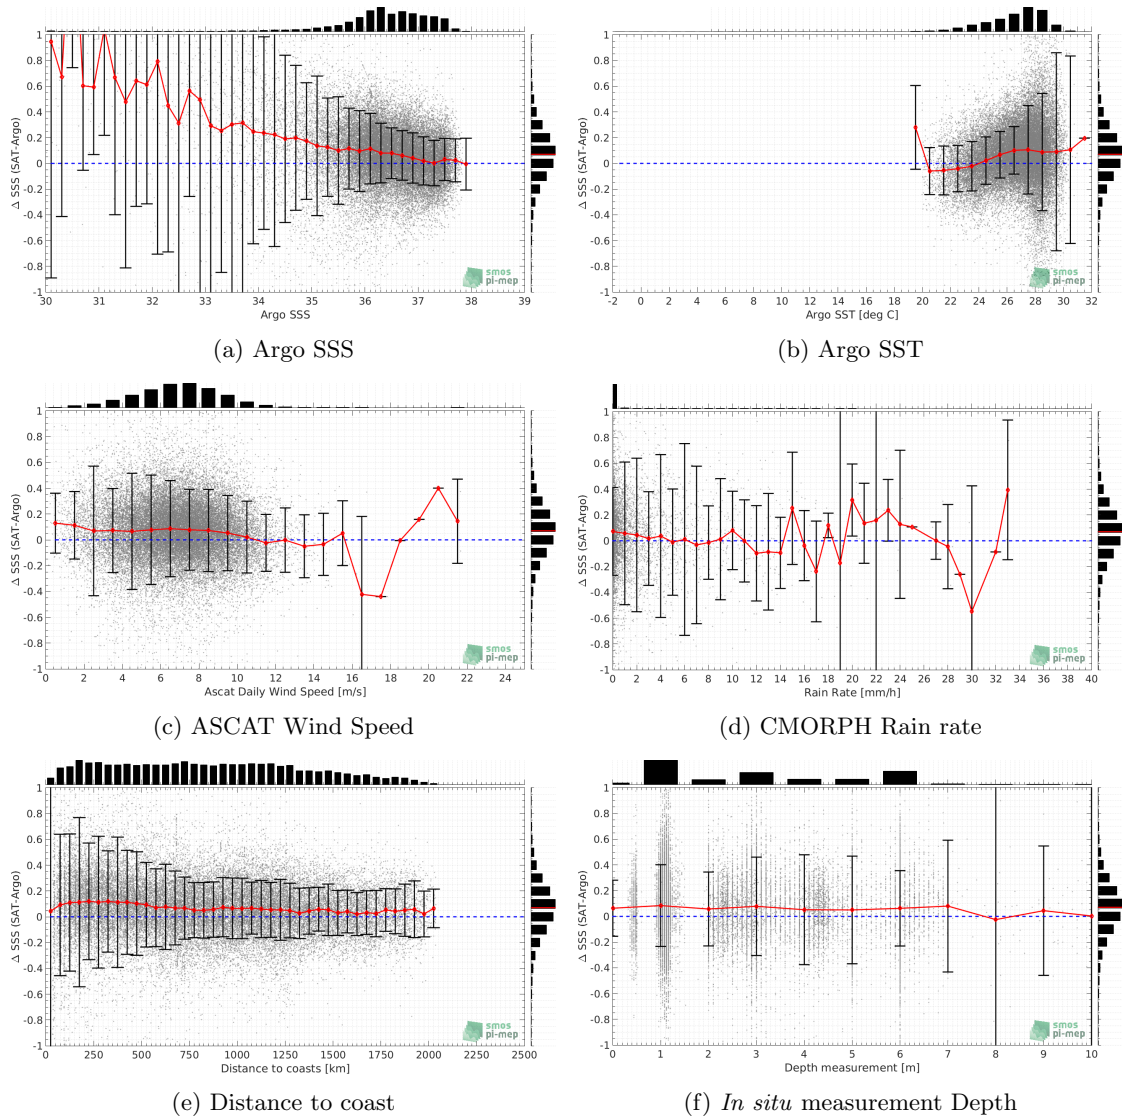 1
0.8
0.6
0.4
0.2
0
-0.2
-0.4
-0.6
-0.8
-1
Δ SSS (SAT-Argo)
30 31 32 33 34 35 36 37 38 39
Argo SSS
smos
pi-mep
(a) Argo SSS
1
0.8
0.6
0.4
0.2
0
-0.2
-0.4
-0.6
-0.8
-1
Δ SSS (SAT-Argo)
-2 0 2 4 6 8 10 12 14 16 18 20 22 24 26 28 30 32
Argo SST [deg C]
smos
pi-mep
(b) Argo SST
1
0.8
0.6
0.4
0.2
0
-0.2
-0.4
-0.6
-0.8
-1
Δ SSS (SAT-Argo)
0 2 4 6 8 10 12 14 16 18 20 22 24
Ascat Daily Wind Speed [m/s]
smos
pi-mep
(c) ASCAT Wind Speed
1
0.8
0.6
0.4
0.2
0
-0.2
-0.4
-0.6
-0.8
-1
Δ SSS (SAT-Argo)
0 2 4 6 8 10 12 14 16 18 20 22 24 26 28 30 32 34 36 38 40
Rain Rate [mm/h]
smos
pi-mep
(d) CMORPH Rain rate
1
0.8
0.6
0.4
0.2
0
-0.2
-0.4
-0.6
-0.8
-1
Δ SSS (SAT-Argo)
0 250 500 750 1000 1250 1500 1750 2000 2250 2500
Distance to coasts [km]
smos
pi-mep
(e) Distance to coast
1
0.8
0.6
0.4
0.2
0
-0.2
-0.4
-0.6
-0.8
-1
Δ SSS (SAT-Argo)
0 1 2 3 4 5 6 7 8 9 10
Depth measurement [m]
smos
pi-mep
(f) In situ measurement Depth